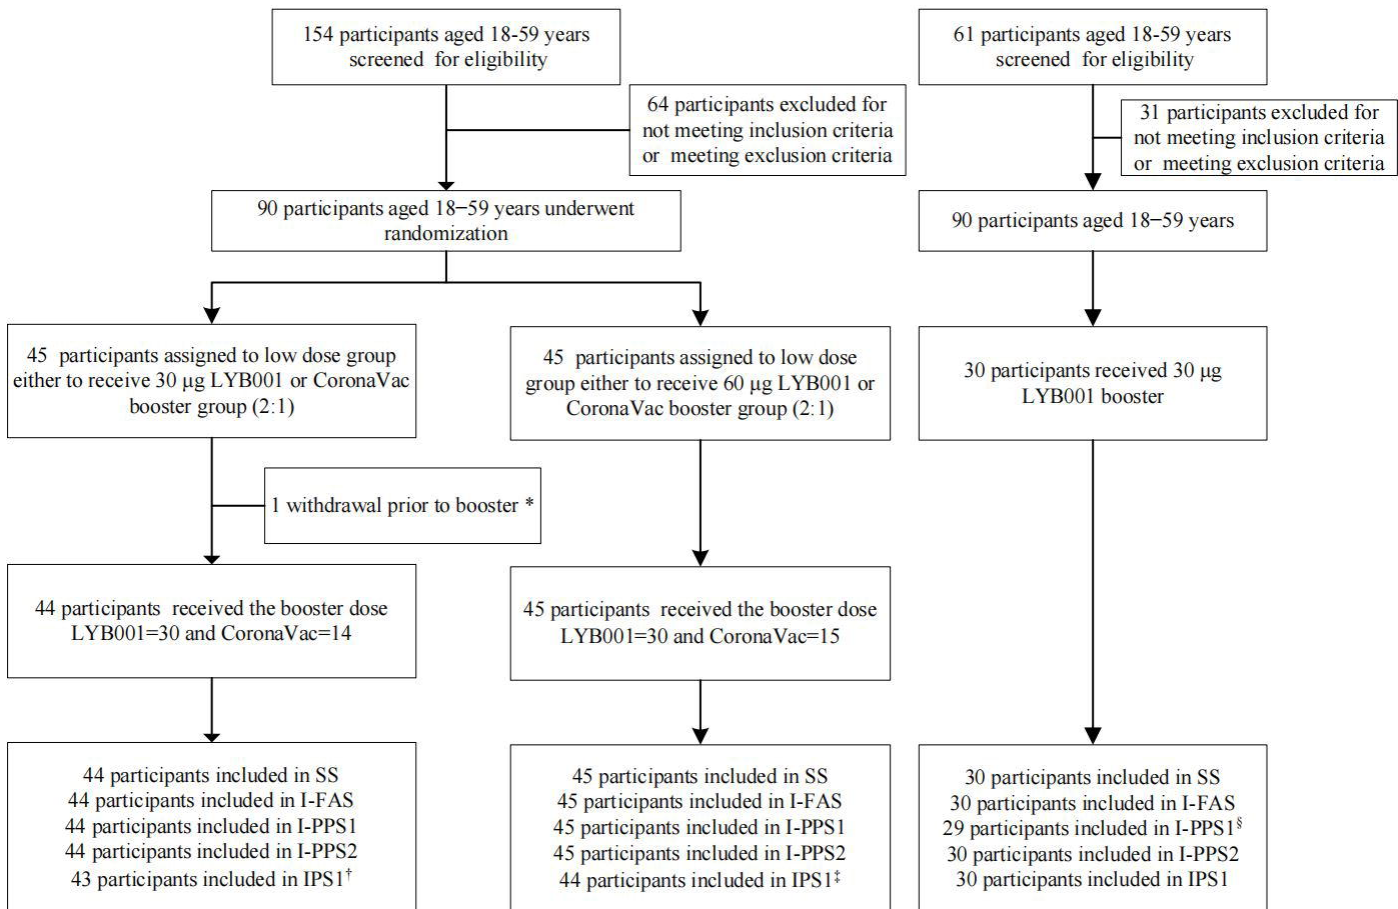 154 participants aged 18-59 years
screened for eligibility
64 participants excluded for
not meeting inclusion criteria
or meeting exclusion criteria
90 participants aged 18−59 years underwent
randomization
45 participants assigned to low dose group
either to receive 30 μg LYB001 or CoronaVac
booster group (2:1)
1 withdrawal prior to booster *
44 participants received the booster dose
LYB001=30 and CoronaVac=14
44 participants included in SS
44 participants included in I-FAS
44 participants included in I-PPS1
44 participants included in I-PPS2
43 participants included in IPS1†
45 participants assigned to low dose
group either to receive 60 μg LYB001 or
CoronaVac booster group (2:1)
45 participants received the booster dose
LYB001=30 and CoronaVac=15
45 participants included in SS
45 participants included in I-FAS
45 participants included in I-PPS1
45 participants included in I-PPS2
44 participants included in IPS1‡
61 participants aged 18-59 years
screened for eligibility
31 participants excluded for
not meeting inclusion criteria
or meeting exclusion criteria
90 participants aged 18−59 years
30 participants received 30 μg
LYB001 booster
30 participants included in SS
30 participants included in I-FAS
29 participants included in I-PPS1§
30 participants included in I-PPS2
30 participants included in IPS1